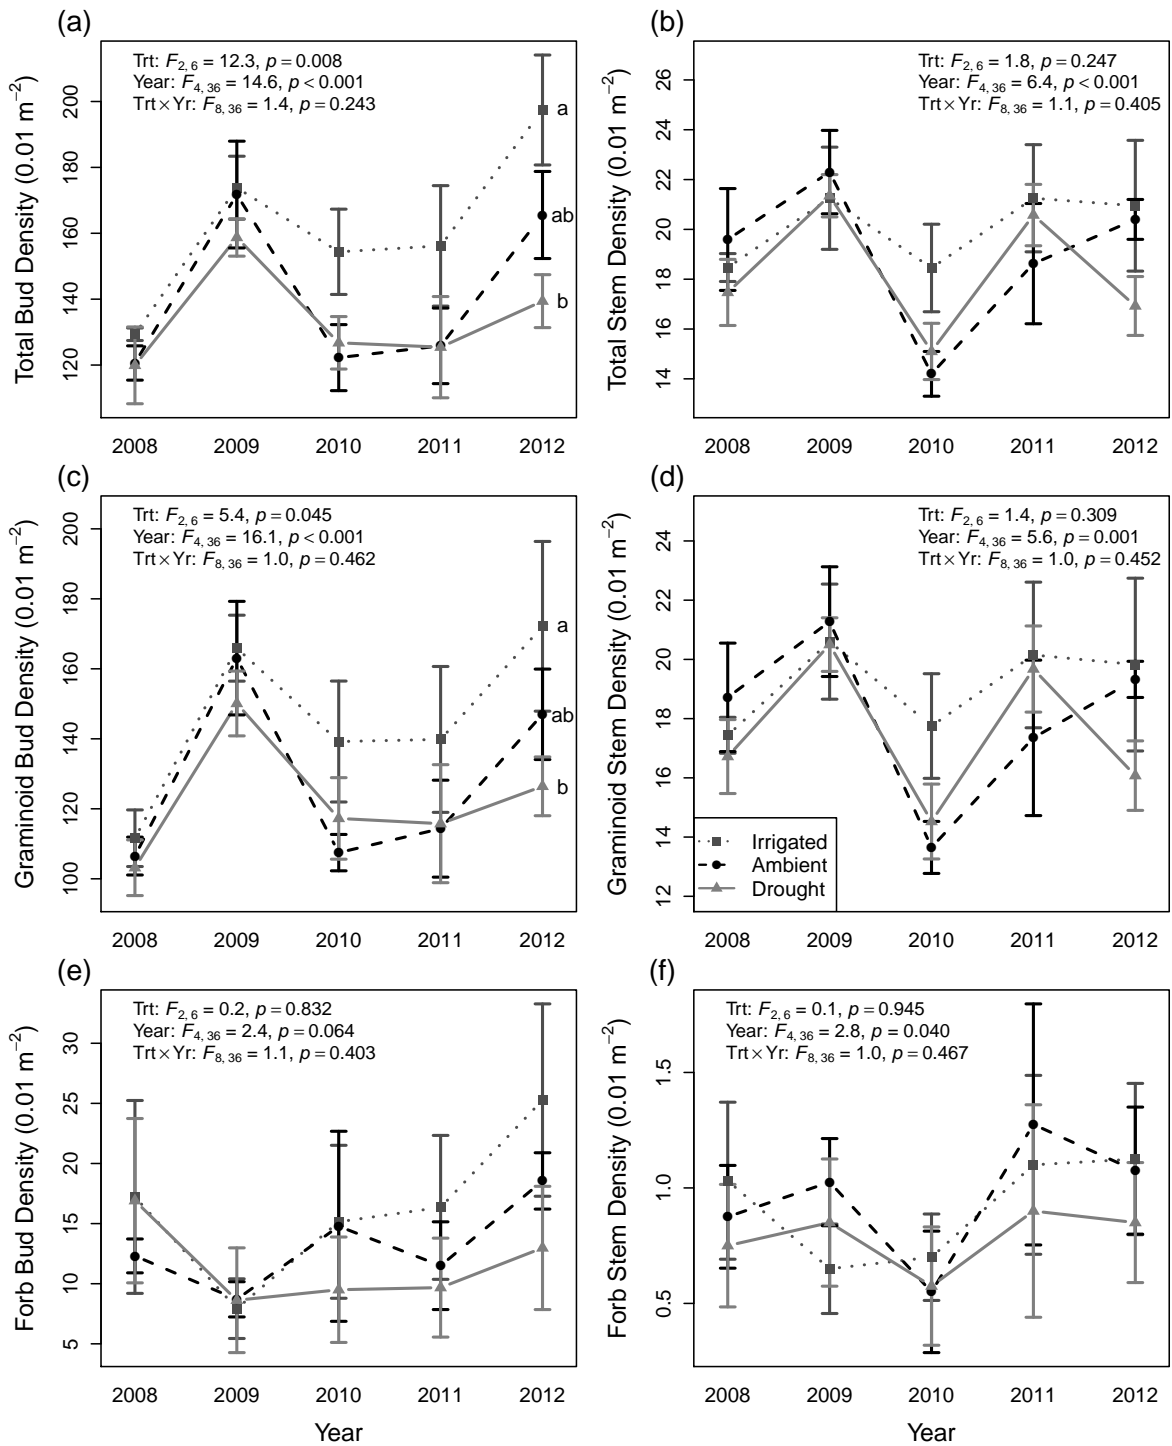 (a)
Total Bud Density (0.01 m−2)
Trt: F2, 6 = 12.3, p = 0.008
Year: F4, 36 = 14.6, p < 0.001
Trt × Yr: F8, 36 = 1.4, p = 0.243
200
180
160
140
120
a
ab
b
2008 2009 2010 2011 2012
(b)
Total Stem Density (0.01 m−2)
Trt: F2, 6 = 1.8, p = 0.247
Year: F4, 36 = 6.4, p < 0.001
Trt × Yr: F8, 36 = 1.1, p = 0.405
26
24
22
20
18
16
14
2008 2009 2010 2011 2012
(c)
Graminoid Bud Density (0.01 m−2)
Trt: F2, 6 = 5.4, p = 0.045
Year: F4, 36 = 16.1, p < 0.001
Trt × Yr: F8, 36 = 1.0, p = 0.462
200
180
160
140
120
100
a
ab
b
2008 2009 2010 2011 2012
(d)
Graminoid Stem Density (0.01 m−2)
Trt: F2, 6 = 1.4, p = 0.309
Year: F4, 36 = 5.6, p = 0.001
Trt × Yr: F8, 36 = 1.0, p = 0.452
24
22
20
18
16
14
12
Irrigated
Ambient
Drought
2008 2009 2010 2011 2012
(e)
Forb Bud Density (0.01 m−2)
Trt: F2, 6 = 0.2, p = 0.832
Year: F4, 36 = 2.4, p = 0.064
Trt × Yr: F8, 36 = 1.1, p = 0.403
30
25
20
15
10
5
2008 2009 2010 2011 2012
Year
(f)
Forb Stem Density (0.01 m−2)
Trt: F2, 6 = 0.1, p = 0.945
Year: F4, 36 = 2.8, p = 0.040
Trt × Yr: F8, 36 = 1.0, p = 0.467
1.5
1.0
0.5
2008 2009 2010 2011 2012
Year